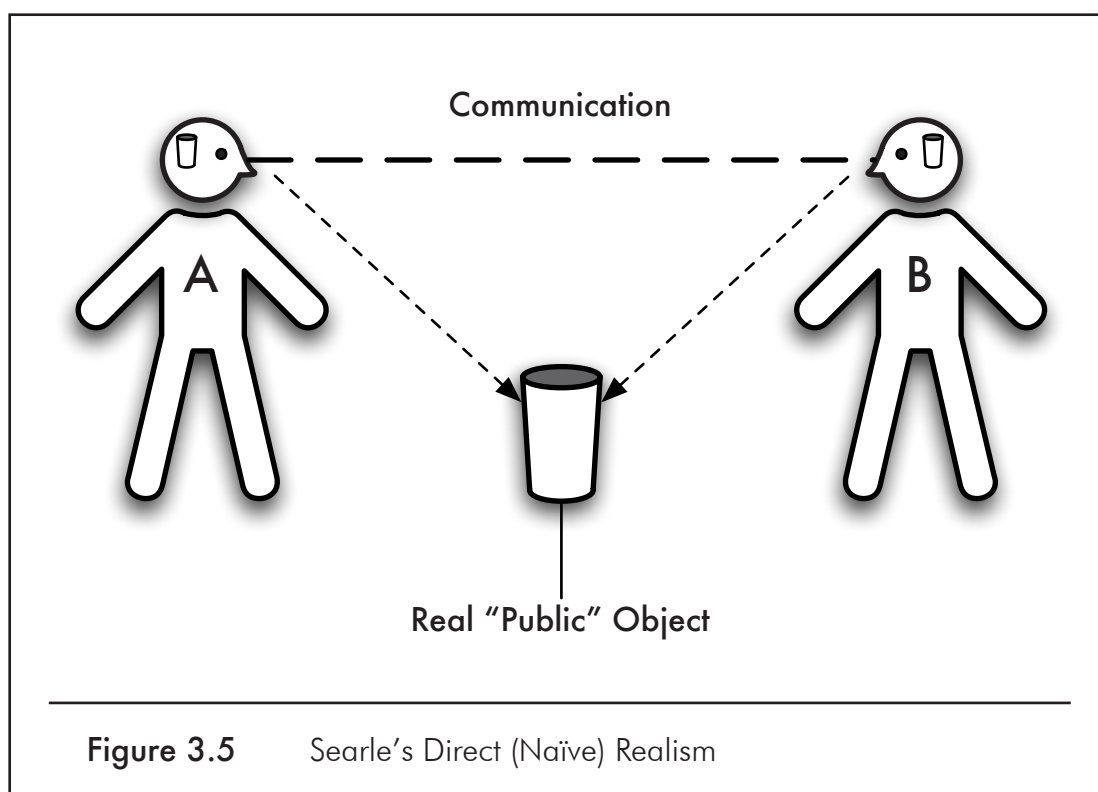 Communication
A
B
Real “Public” Object
Figure 3.5 Searle’s Direct (Naïve) Realism